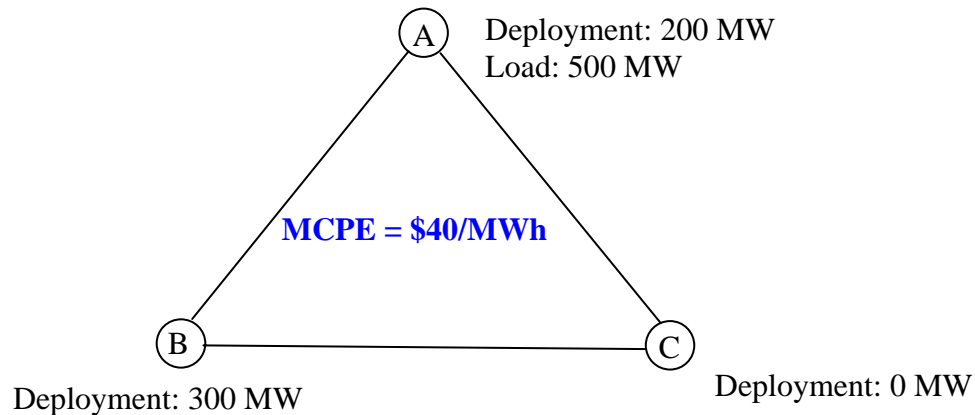 A
Deployment: 200 MW
Load: 500 MW
MCPE = $40/MWh
B
C
Deployment: 300 MW
Deployment: 0 MW